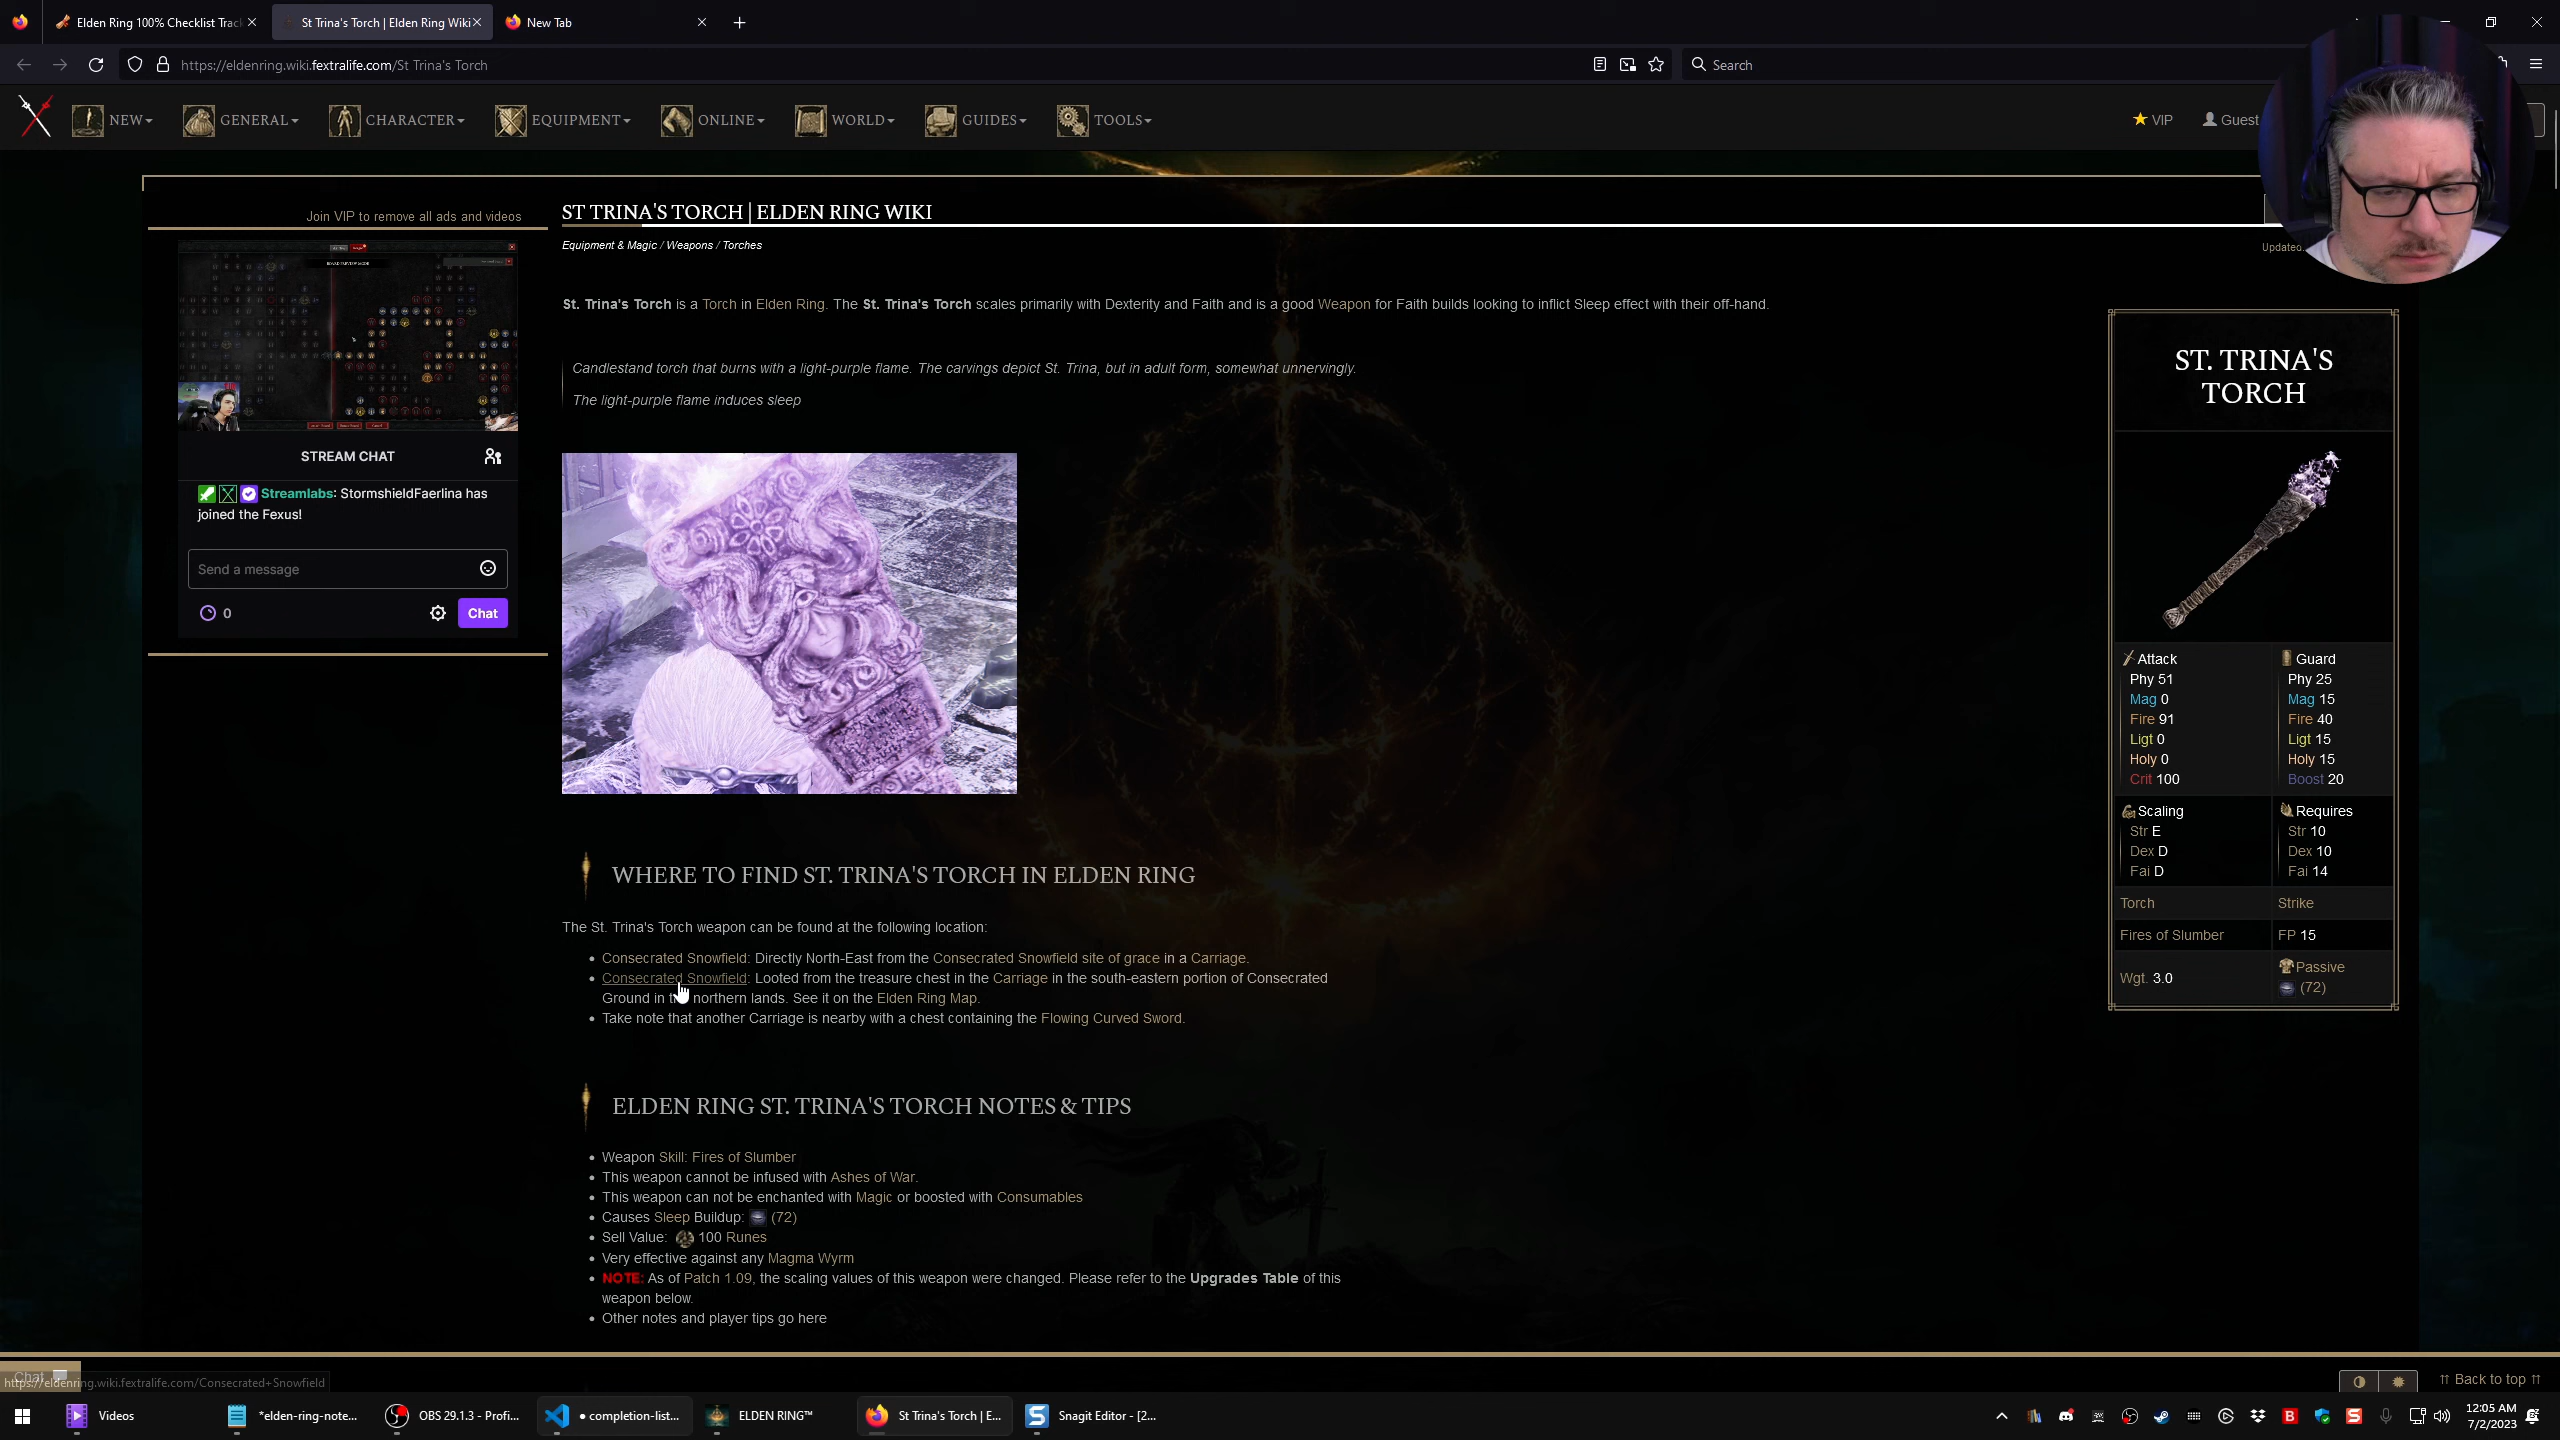 Elden Ring 100% Checklist Trac
St Trina's Torch | Elden Ring Wiki
New Tab
https://eldenring.wiki.fextralife.com/St Trina's Torch
Search
NEW
GENERAL
CHARACTER
EQUIPMENT
ONLINE
WORLD
GUIDES
TOOLS
VIP
Guest
Join VIP to remove all ads and videos
ST TRINA'S TORCH | ELDEN RING WIKI
Equipment & Magic / Weapons / Torches
Updated
St. Trina's Torch is a Torch in Elden Ring. The St. Trina's Torch scales primarily with Dexterity and Faith and is a good Weapon for Faith builds looking to inflict Sleep effect with their off-hand.
Candlestand torch that burns with a light-purple flame. The carvings depict St. Trina, but in adult form, somewhat unnervingly.
The light-purple flame induces sleep
STREAM CHAT
Streamlabs: StormshieldFaerlina has
joined the Fexus!
Send a message
0
Chat
ST. TRINA'S
TORCH
Attack
Phy 51
Mag 0
Fire 91
Ligt 0
Holy 0
Crit 100
Guard
Phy 25
Mag 15
Fire 40
Ligt 15
Holy 15
Boost 20
Scaling
Str E
Dex D
Fai D
Requires
Str 10
Dex 10
Fai 14
Torch
Strike
Fires of Slumber
FP 15
Wgt. 3.0
Passive
(72)
WHERE TO FIND ST. TRINA'S TORCH IN ELDEN RING
The St. Trina's Torch weapon can be found at the following location:
Consecrated Snowfield: Directly North-East from the Consecrated Snowfield site of grace in a Carriage.
Consecrated Snowfield: Looted from the treasure chest in the Carriage in the south-eastern portion of Consecrated
Ground in northern lands. See it on the Elden Ring Map.
Take note that another Carriage is nearby with a chest containing the Flowing Curved Sword.
ELDEN RING ST. TRINA'S TORCH NOTES & TIPS
Weapon Skill: Fires of Slumber
This weapon cannot be infused with Ashes of War.
This weapon can not be enchanted with Magic or boosted with Consumables
Causes Sleep Buildup: (72)
Sell Value: 100 Runes
Very effective against any Magma Wyrm
NOTE: As of Patch 1.09, the scaling values of this weapon were changed. Please refer to the Upgrades Table of this
weapon below.
Other notes and player tips go here
Chat
https://eldenring.wiki.fextralife.com/Consecrated+Snowfield
Back to top
Videos
*elden-ring-note...
OBS 29.1.3 - Profi...
● completion-list...
ELDEN RING™
St Trina's Torch | E...
Snagit Editor - [2...
12:05 AM
7/2/2023